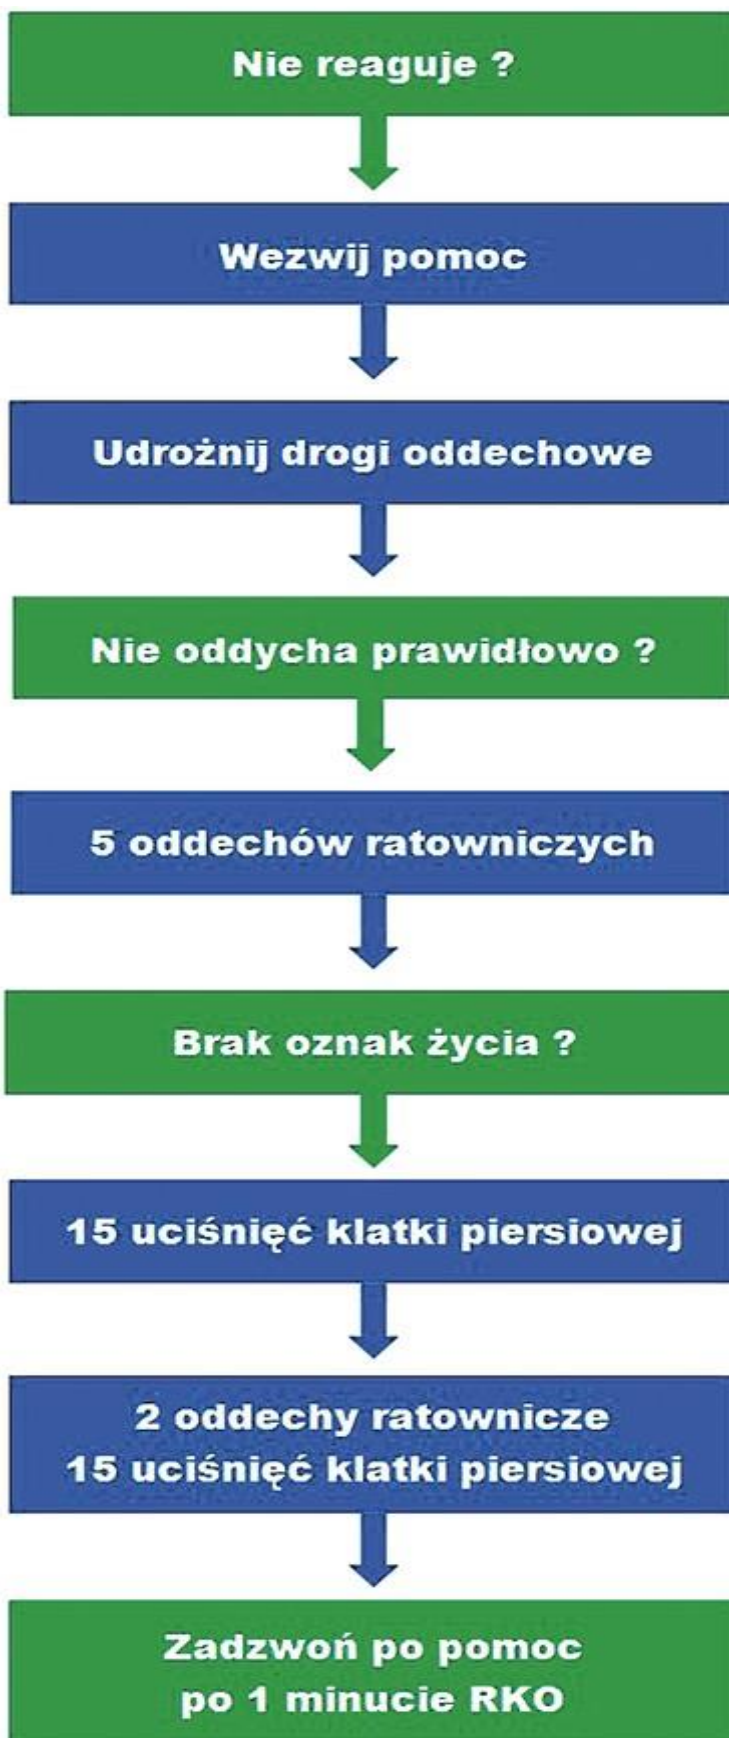 Nie reaguje ?
Wezwij pomoc
Udrożnij drogi oddechowe
Nie oddycha prawidłowo ?
5 oddechów ratowniczych
Brak oznak życia ?
15 uciśnięć klatki piersiowej
2 oddechy ratownicze
15 uciśnięć klatki piersiowej
Zadzwoń po pomoc
po 1 minucie RKO